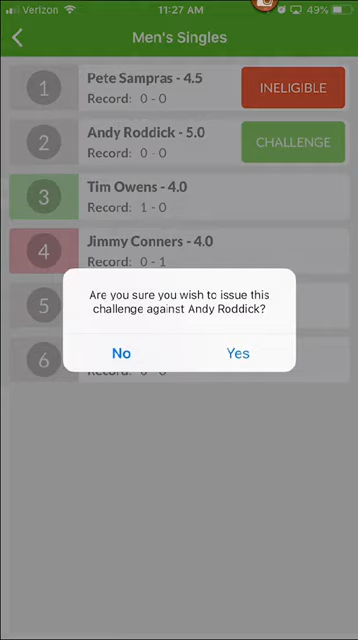 Verizon 11:27 AM 49%
Men's Singles
1 Pete Sampras - 4.5 INELIGIBLE
Record: 0 - 0
2 Andy Roddick - 5.0 CHALLENGE
Record: 0 - 0
3 Tim Owens - 4.0
Record: 1 - 0
4 Jimmy Conners - 4.0
Record: 0 - 1
Are you sure you wish to issue this
challenge against Andy Roddick?
5
No Yes
6
Record: 0 - 0